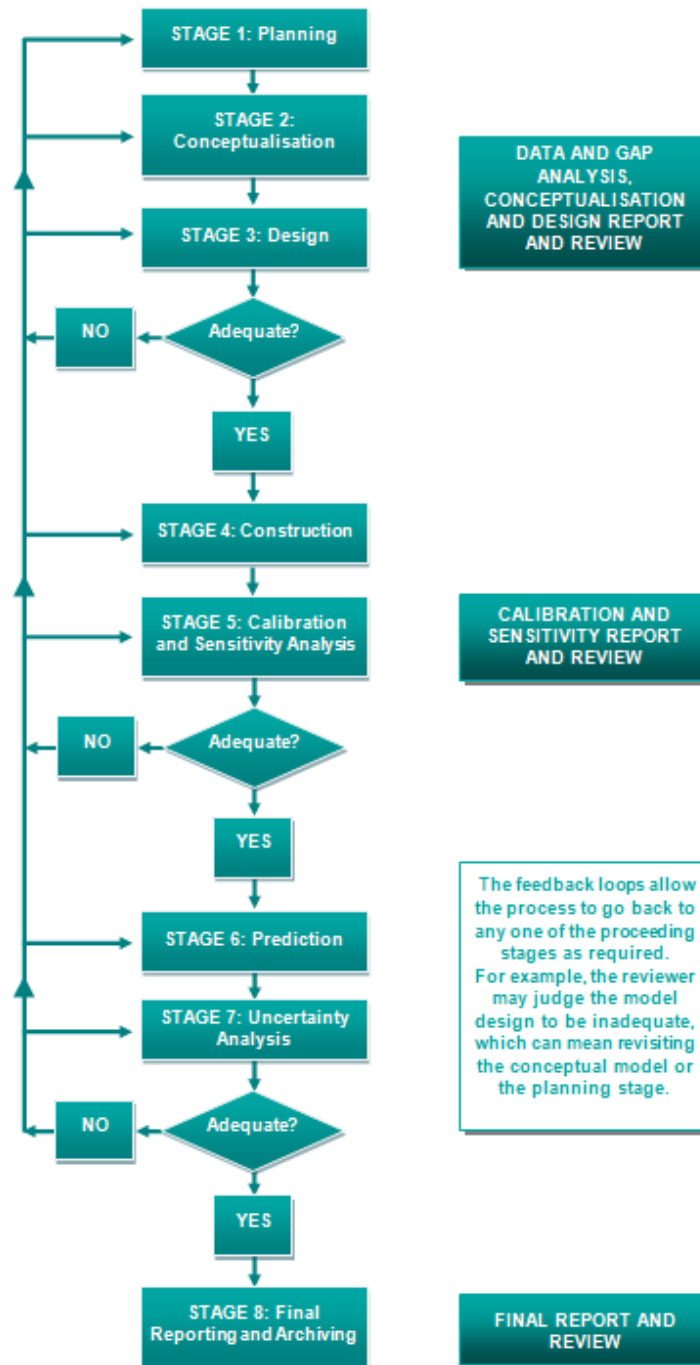 STAGE 1: Planning
STAGE 2:
Conceptualisation
DATA AND GAP
ANALYSIS,
CONCEPTUALISATION
AND DESIGN REPORT
AND REVIEW
STAGE 3: Design
NO
Adequate?
YES
STAGE 4: Construction
STAGE 5: Calibration
and Sensitivity Analysis
CALIBRATION AND
SENSITIVITY REPORT
AND REVIEW
NO
Adequate?
YES
The feedback loops allow
the process to go back to
any one of the proceeding
stages as required.
For example, the reviewer
may judge the model
design to be inadequate,
which can mean revisiting
the conceptual model or
the planning stage.
STAGE 6: Prediction
STAGE 7: Uncertainty
Analysis
NO
Adequate?
YES
STAGE 8: Final
Reporting and Archiving
FINAL REPORT AND
REVIEW